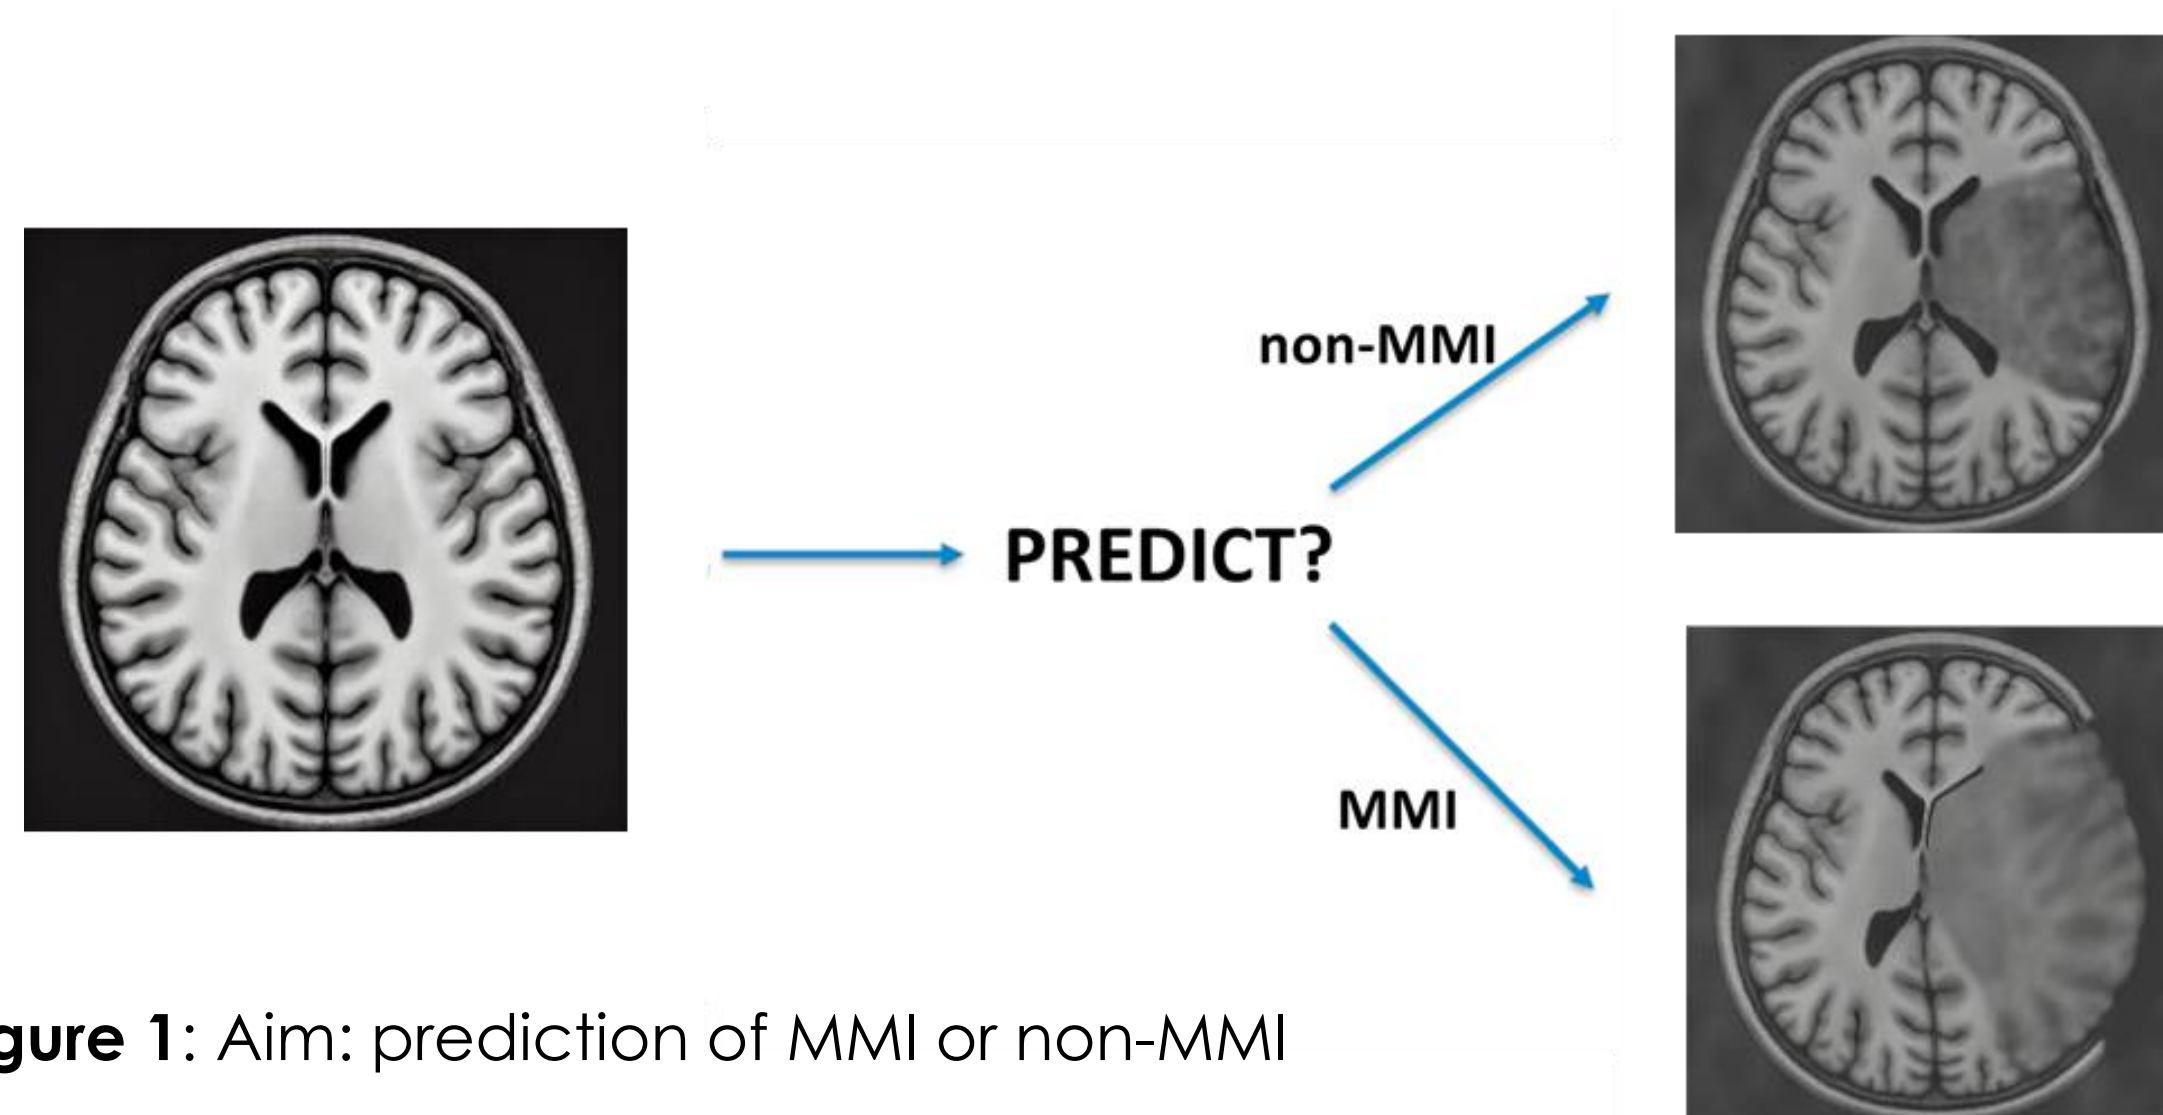 non-MMI
PREDICT?
MMI
gure 1: Aim: prediction of MMI or non-MMI